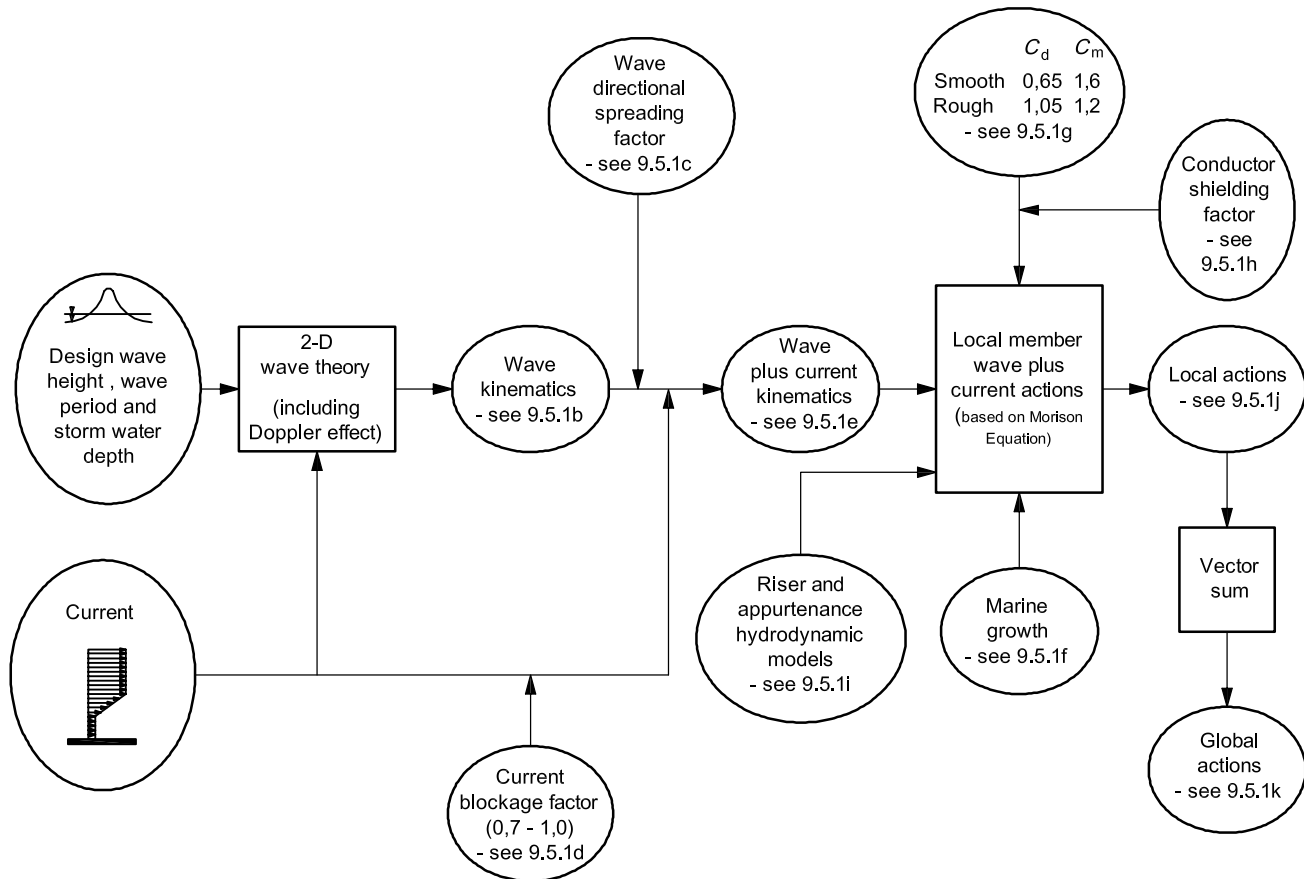 Wave
directional
spreading
factor
- see 9.5.1c
Cd Cm
Smooth 0,65 1,6
Rough 1,05 1,2
- see 9.5.1g
Conductor
shielding
factor
- see
9.5.1h
Design wave
height , wave
period and
storm water
depth
2-D
wave theory
(including
Doppler effect)
Wave
kinematics
- see 9.5.1b
Wave
plus current
kinematics
- see 9.5.1e
Local member
wave plus
current actions
(based on Morison
Equation)
Local actions
- see 9.5.1j
Current
Riser and
appurtenance
hydrodynamic
models
- see 9.5.1i
Marine
growth
- see 9.5.1f
Vector
sum
Current
blockage factor
(0,7 - 1,0)
- see 9.5.1d
Global
actions
- see 9.5.1k